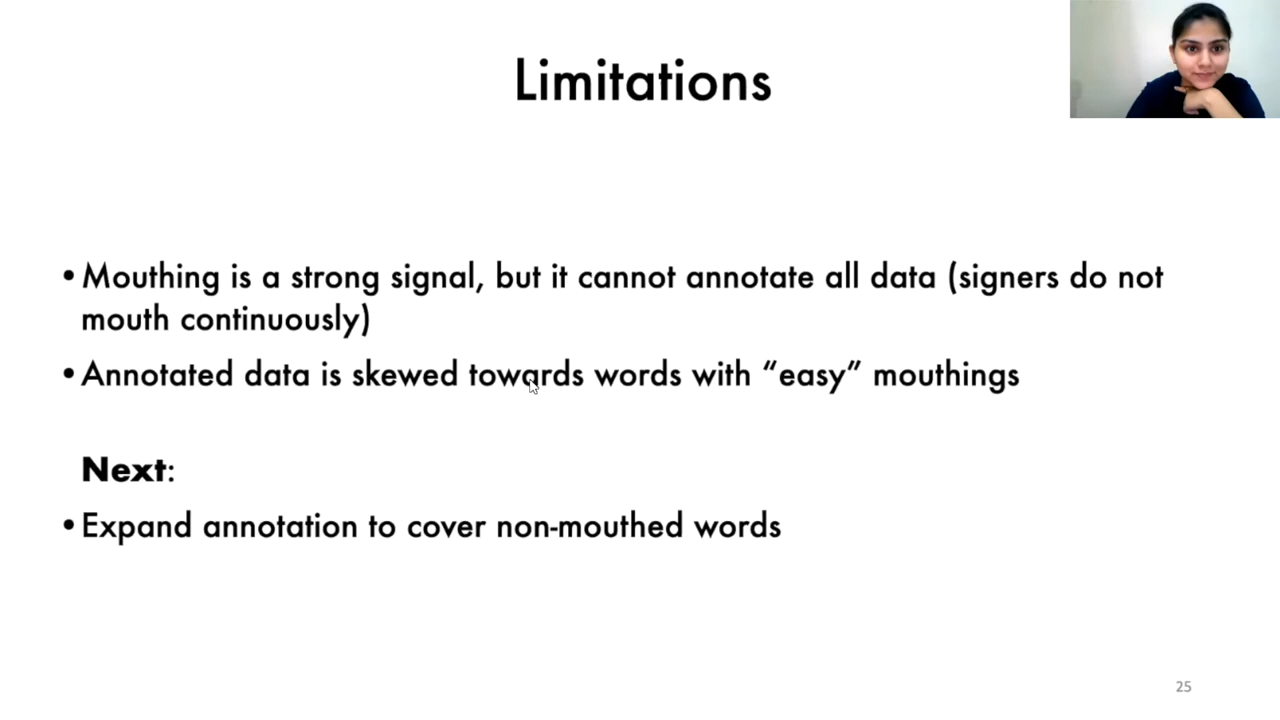 Limitations
• Mouthing is a strong signal, but it cannot annotate all data (signers do not
mouth continuously)
• Annotated data is skewed towards words with “easy” mouthings
Next:
• Expand annotation to cover non-mouthed words
25